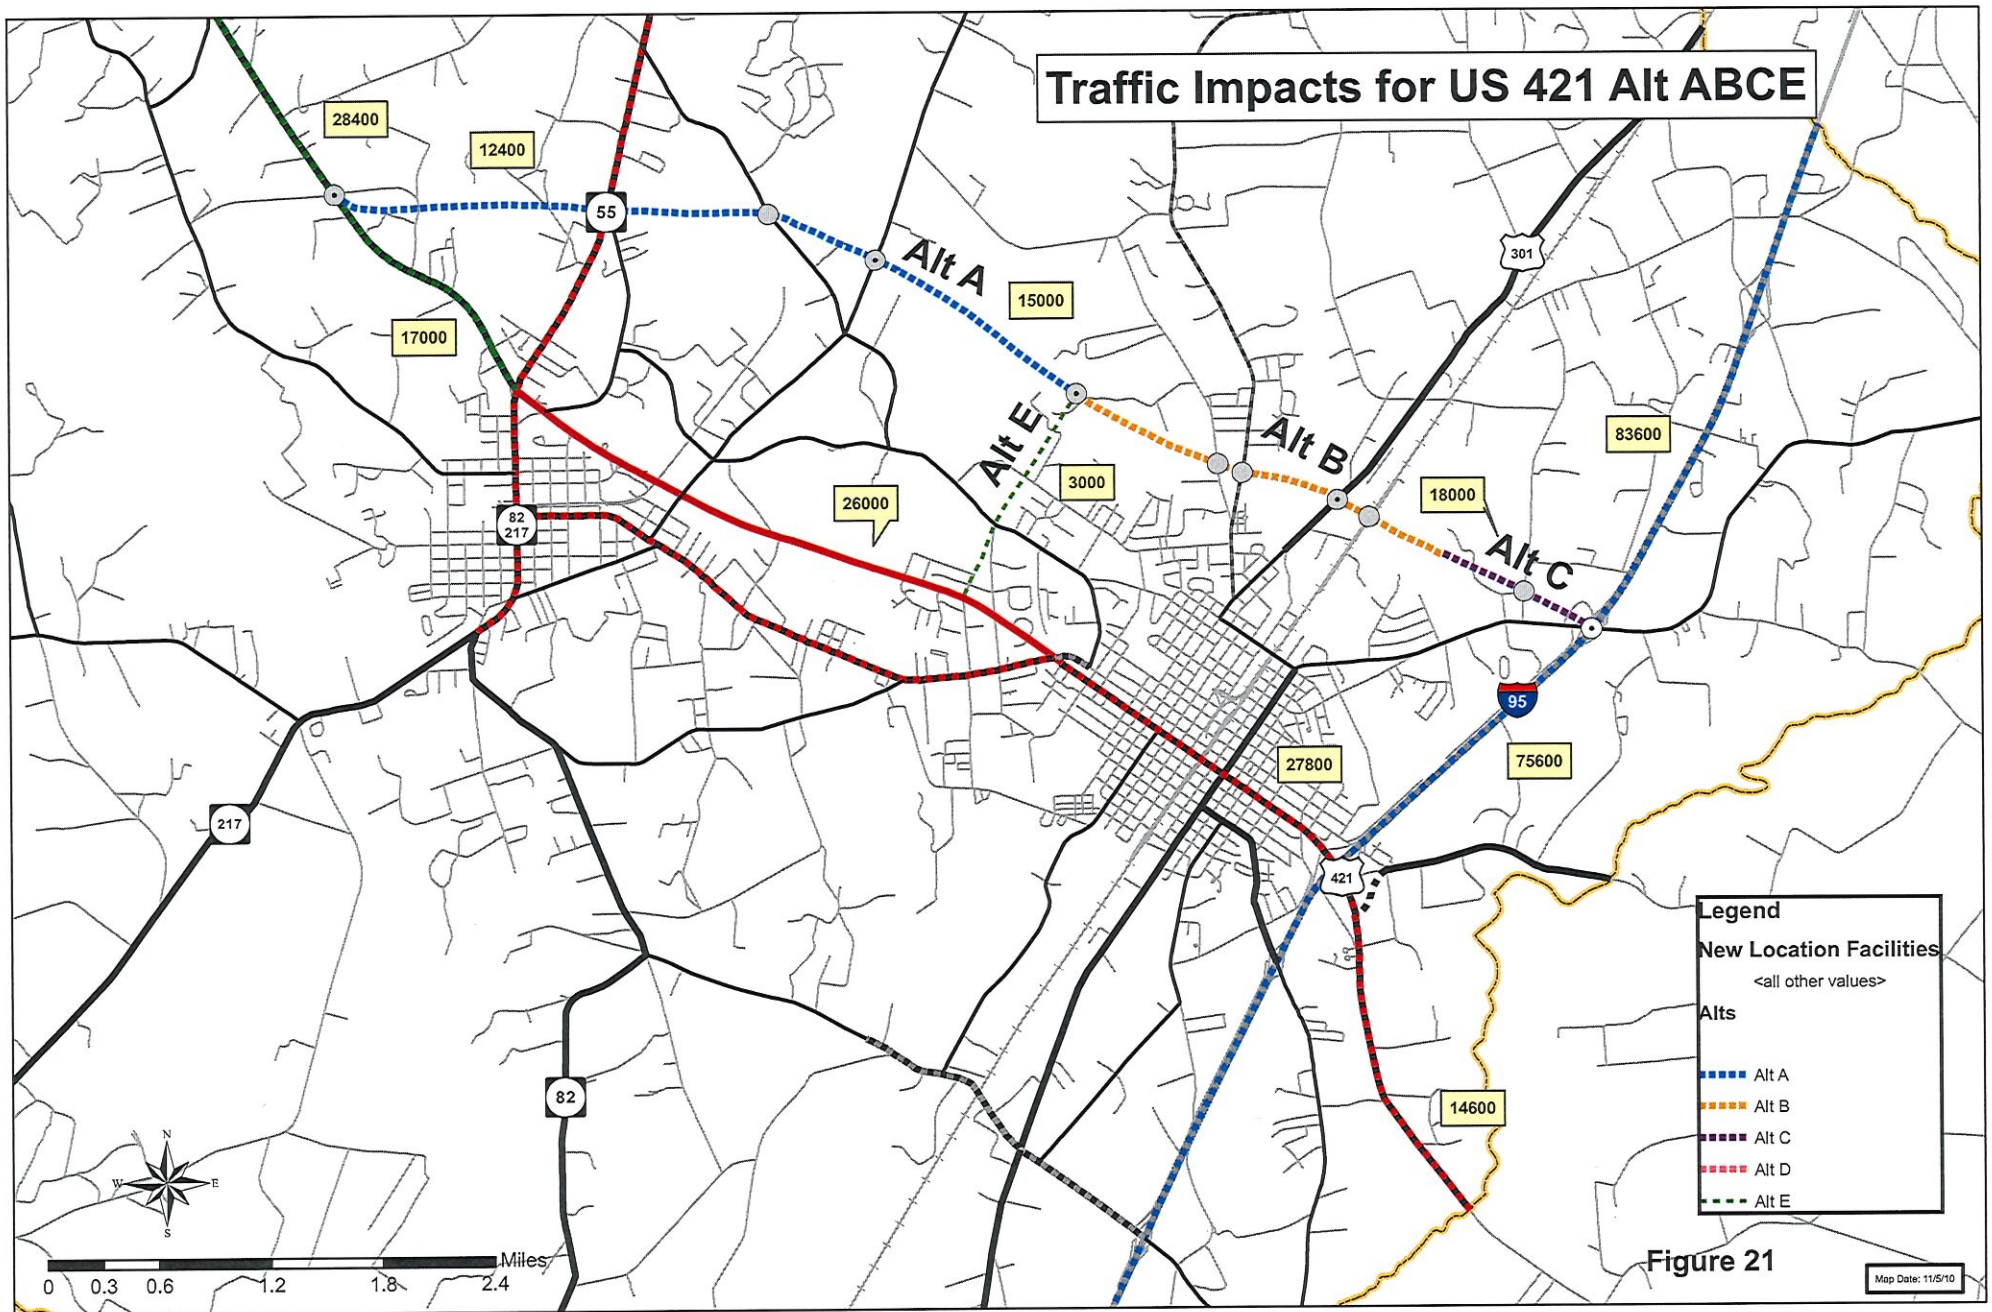 Traffic Impacts for US 421 Alt ABCE
28400
12400
55
Alt A
15000
301
17000
Alt E
3000
Alt B
83600
18000
Alt C
26000
82
217
95
27800
75600
421
217
82
14600
Legend
New Location Facilities
<all other values>
Alts
Alt A
Alt B
Alt C
Alt D
Alt E
N
W
E
S
Miles
0 0.3 0.6 1.2 1.8 2.4
Figure 21
Map Date: 11/5/10